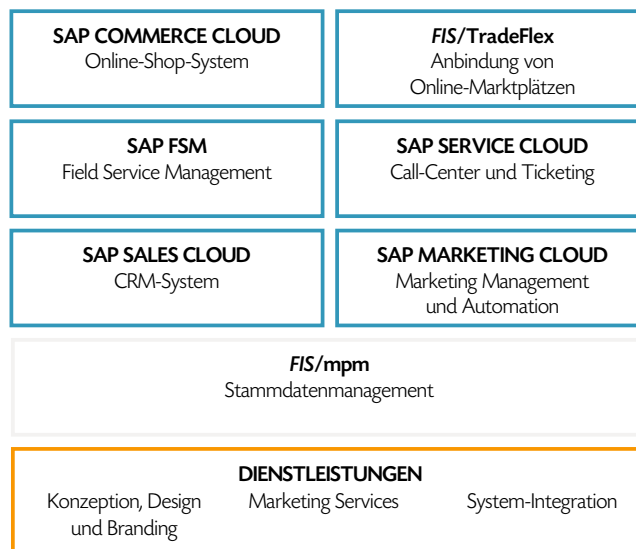 SAP COMMERCE CLOUD
Online-Shop-System
FIS/TradeFlex
Anbindung von
Online-Marktplätzen
SAP FSM
Field Service Management
SAP SERVICE CLOUD
Call-Center und Ticketing
SAP SALES CLOUD
CRM-System
SAP MARKETING CLOUD
Marketing Management
und Automation
FIS/mpm
Stammdatenmanagement
DIENSTLEISTUNGEN
Konzeption, Design
und Branding
Marketing Services
System-Integration